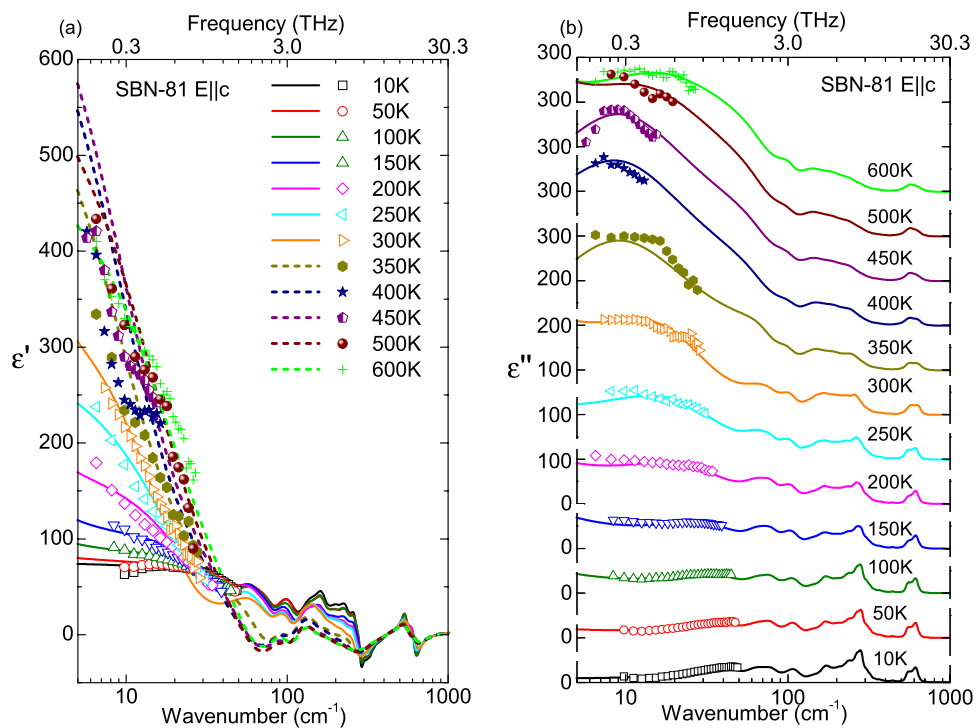 (a)
Frequency (THz)
0.3 3.0 30.3
SBN-81 E||c
10K
50K
100K
150K
200K
250K
300K
350K
400K
450K
500K
600K
600
500
400
300
200
100
0
ε'
10 100 1000
Wavenumber (cm⁻¹)
(b)
Frequency (THz)
0.3 3.0 30.3
SBN-81 E||c
300
300
300
300
300
200
200
100
100
100
0
0
0
0
0
ε''
600K
500K
450K
400K
350K
300K
250K
200K
150K
100K
50K
10K
10 100 1000
Wavenumber (cm⁻¹)